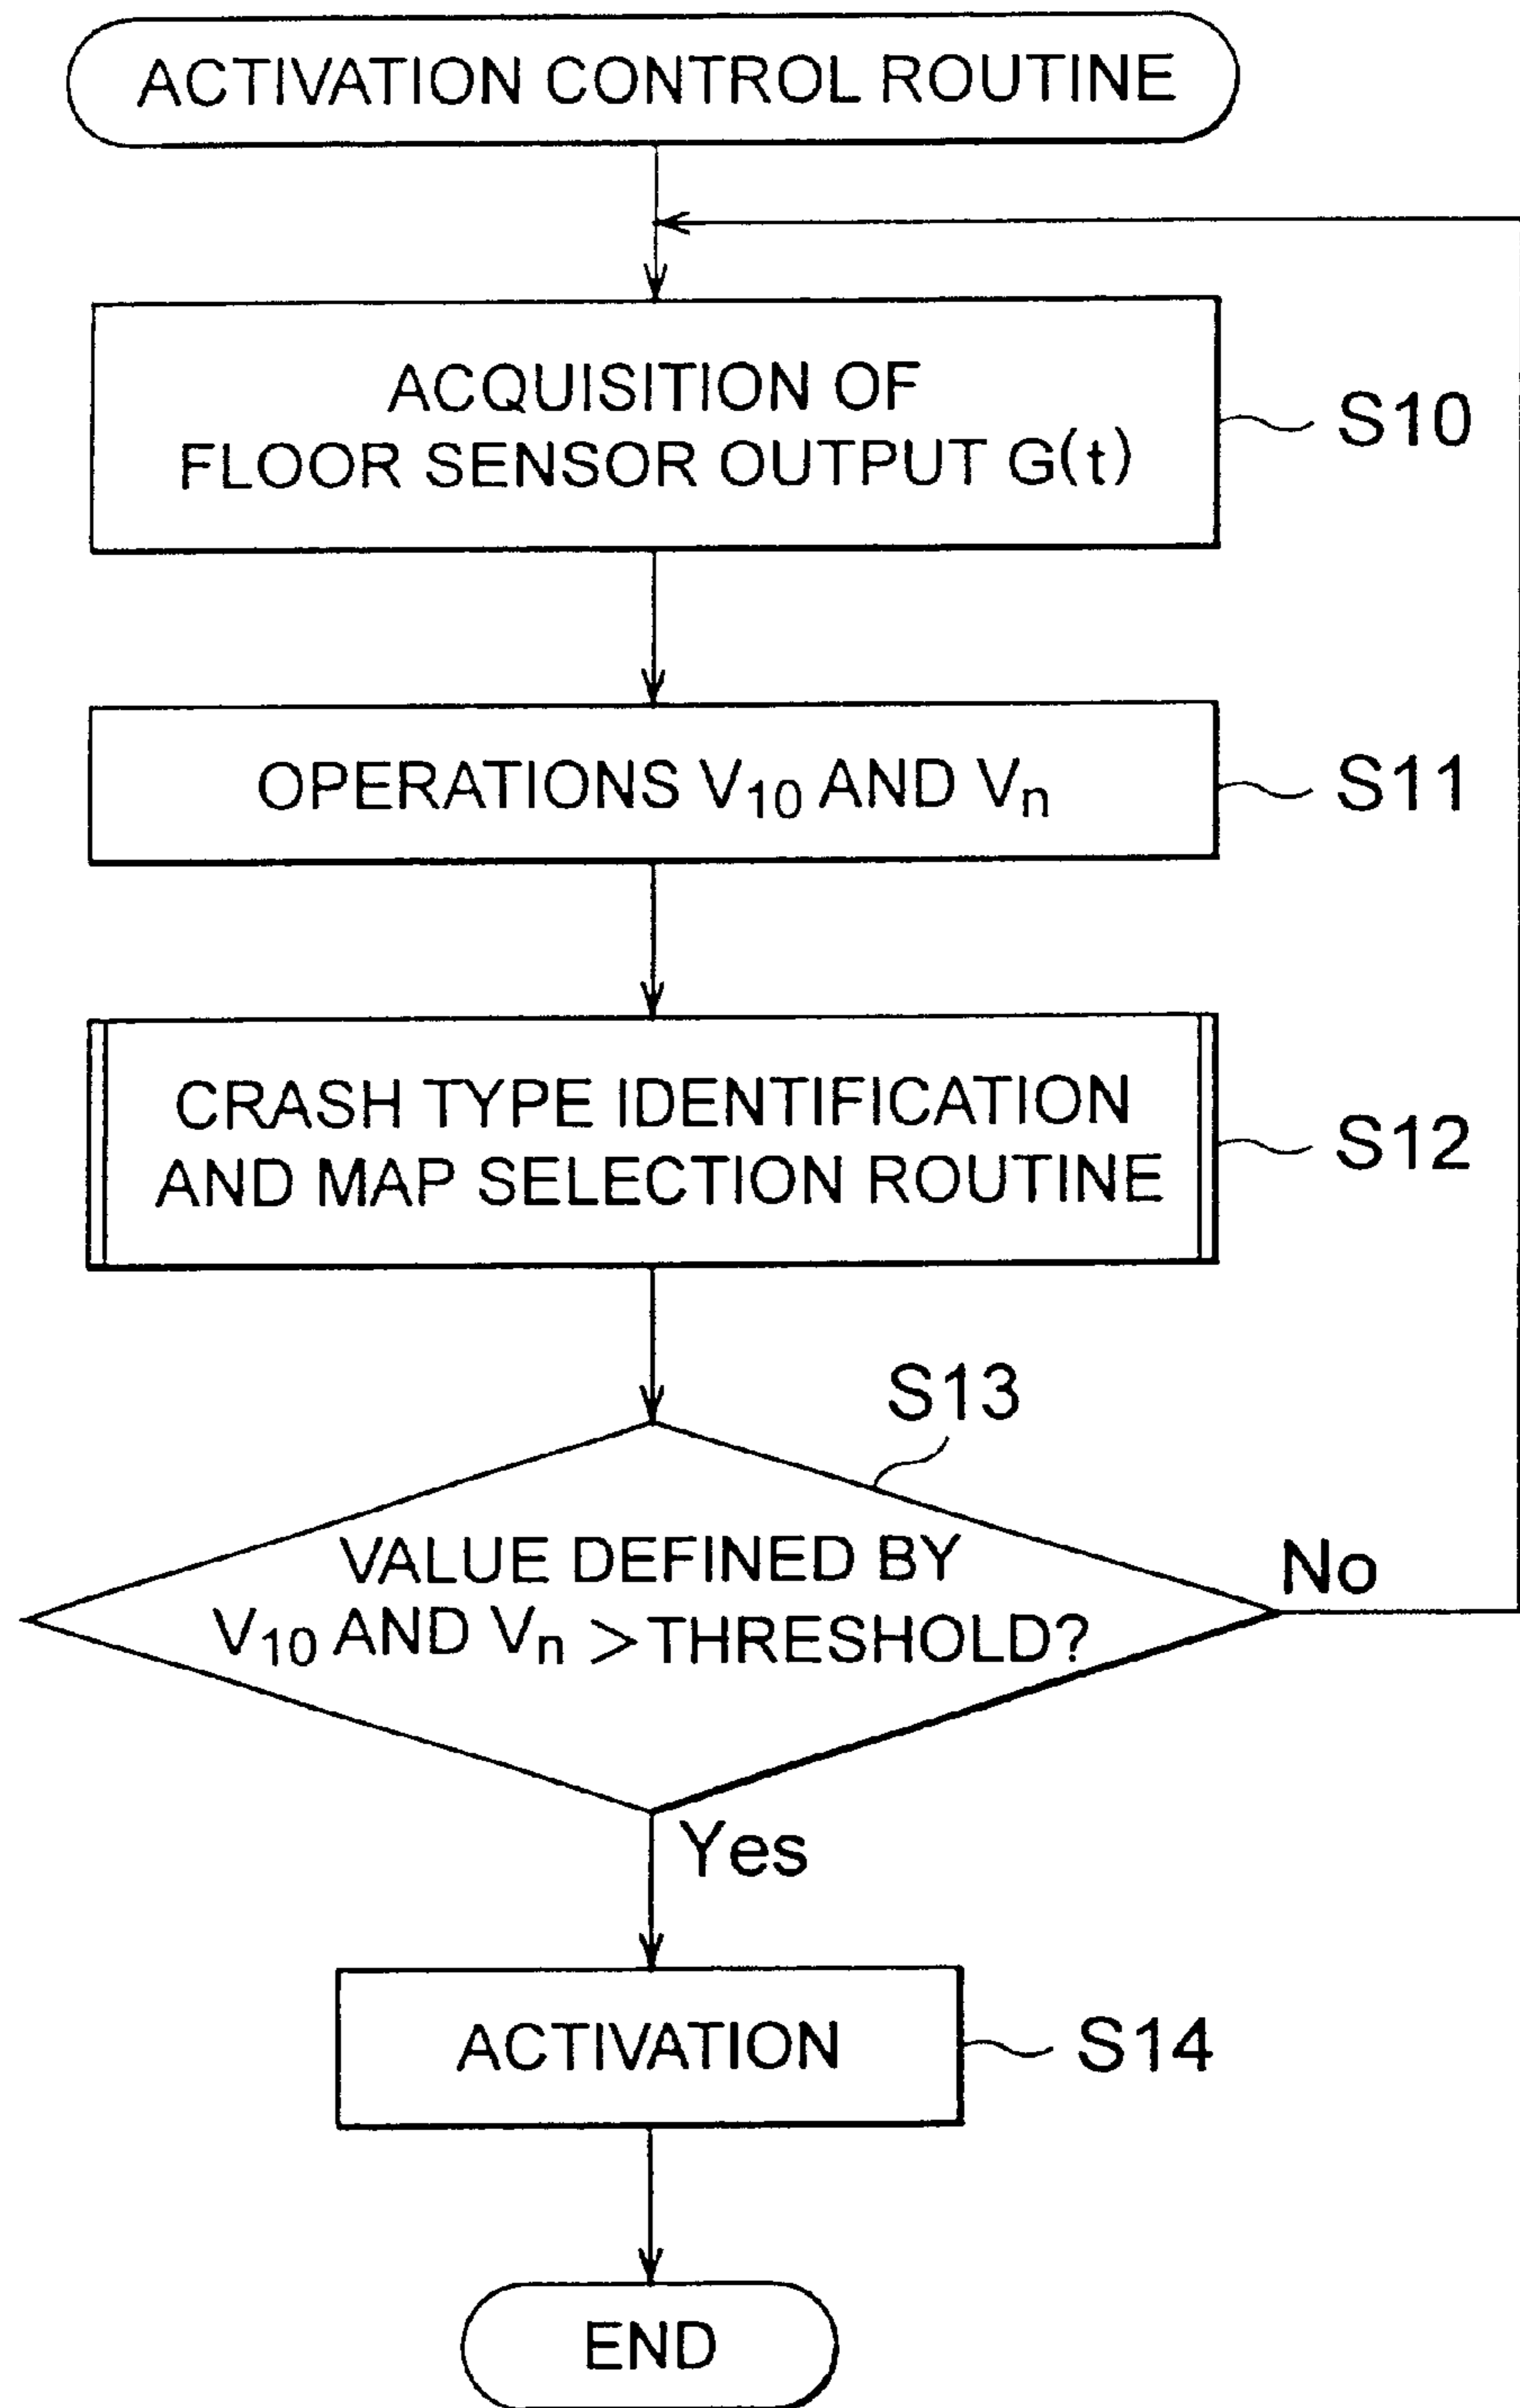 ACTIVATION CONTROL ROUTINE
ACQUISITION OF
FLOOR SENSOR OUTPUT G(t)
S10
OPERATIONS V10 AND Vn
S11
CRASH TYPE IDENTIFICATION
AND MAP SELECTION ROUTINE
S12
S13
VALUE DEFINED BY
V10 AND Vn > THRESHOLD?
No
Yes
ACTIVATION
S14
END